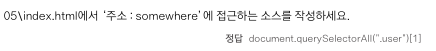 05\index.html에서 ‘주소 : somewhere’에 접근하는 소스를 작성하세요.
정답 document.querySelectorAll(".user")[1]